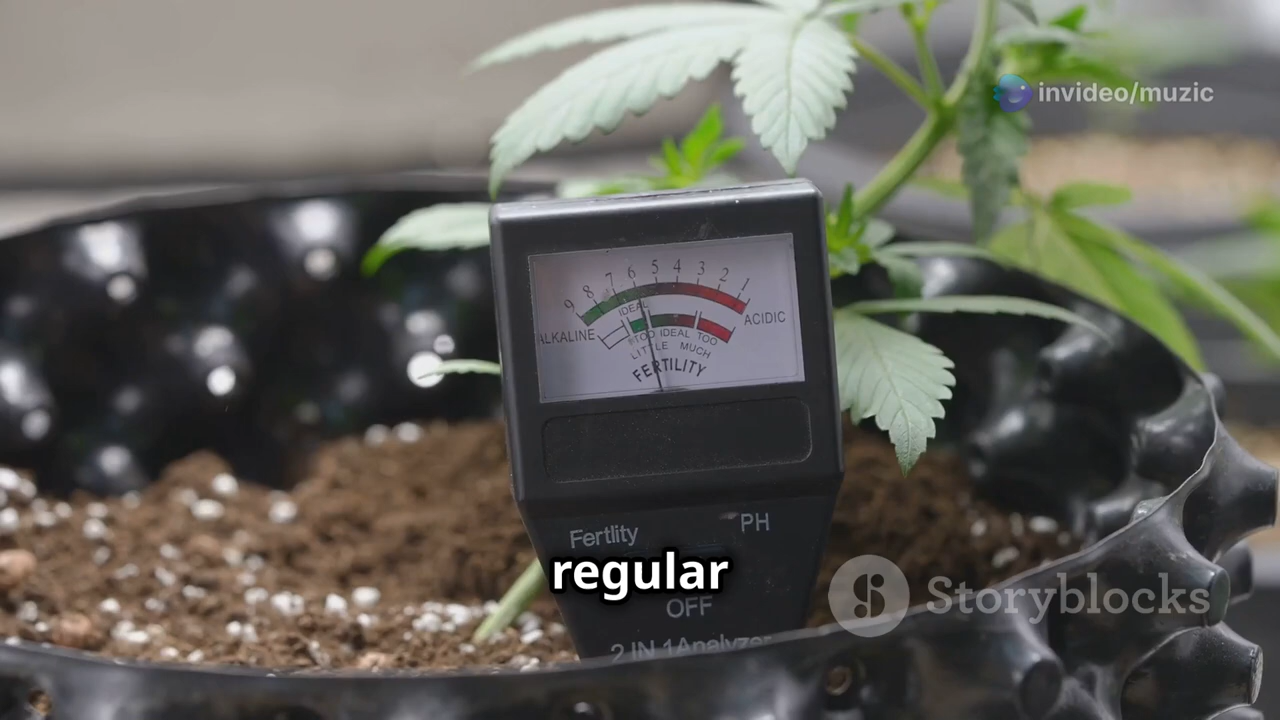 invideo/muzic
9 8 7 6 5 4 3 2 1
IDEAL
ALKALINE
ACIDIC
TOO IDEAL TOO
LITTLE MUCH
FERTILITY
Fertlity
PH
regular
OFF
Storyblocks
2 IN 1Analyzer